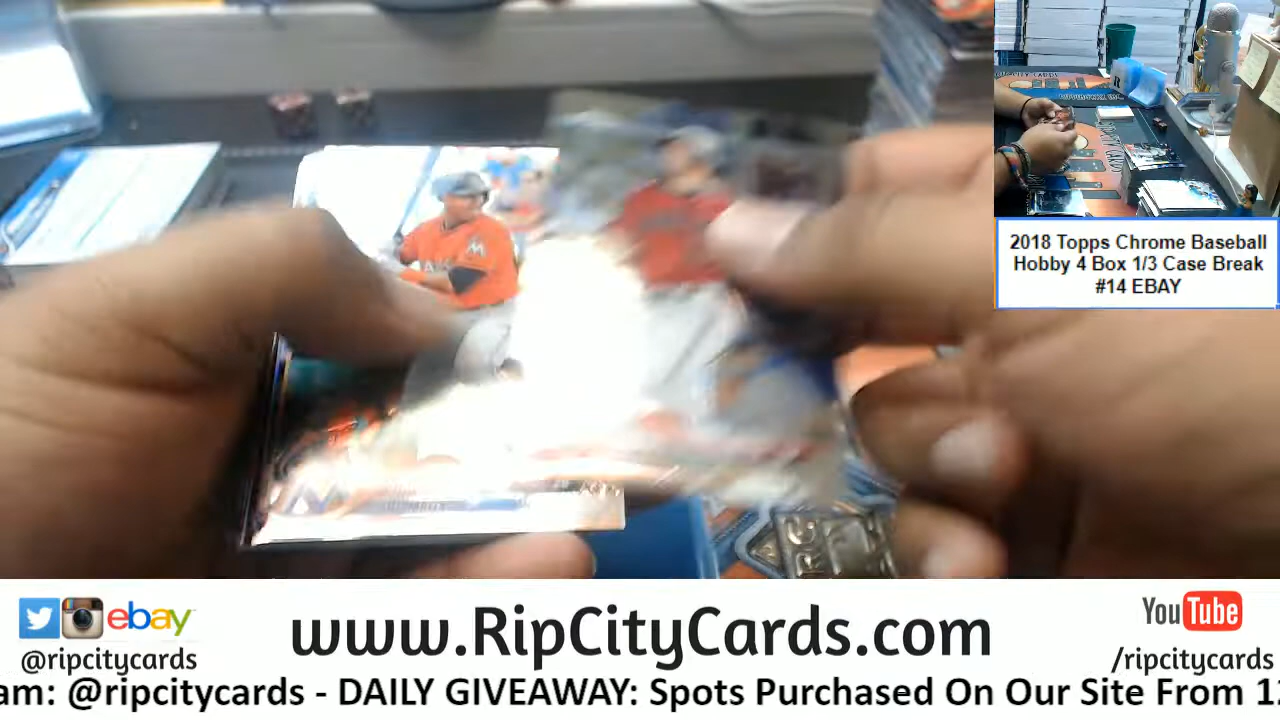 2018 Topps Chrome Baseball
Hobby 4 Box 1/3 Case Break
#14 EBAY
ebay
www.RipCityCards.com
YouTube
@ripcitycards
/ripcitycards
am: @ripcitycards - DAILY GIVEAWAY: Spots Purchased On Our Site From 1